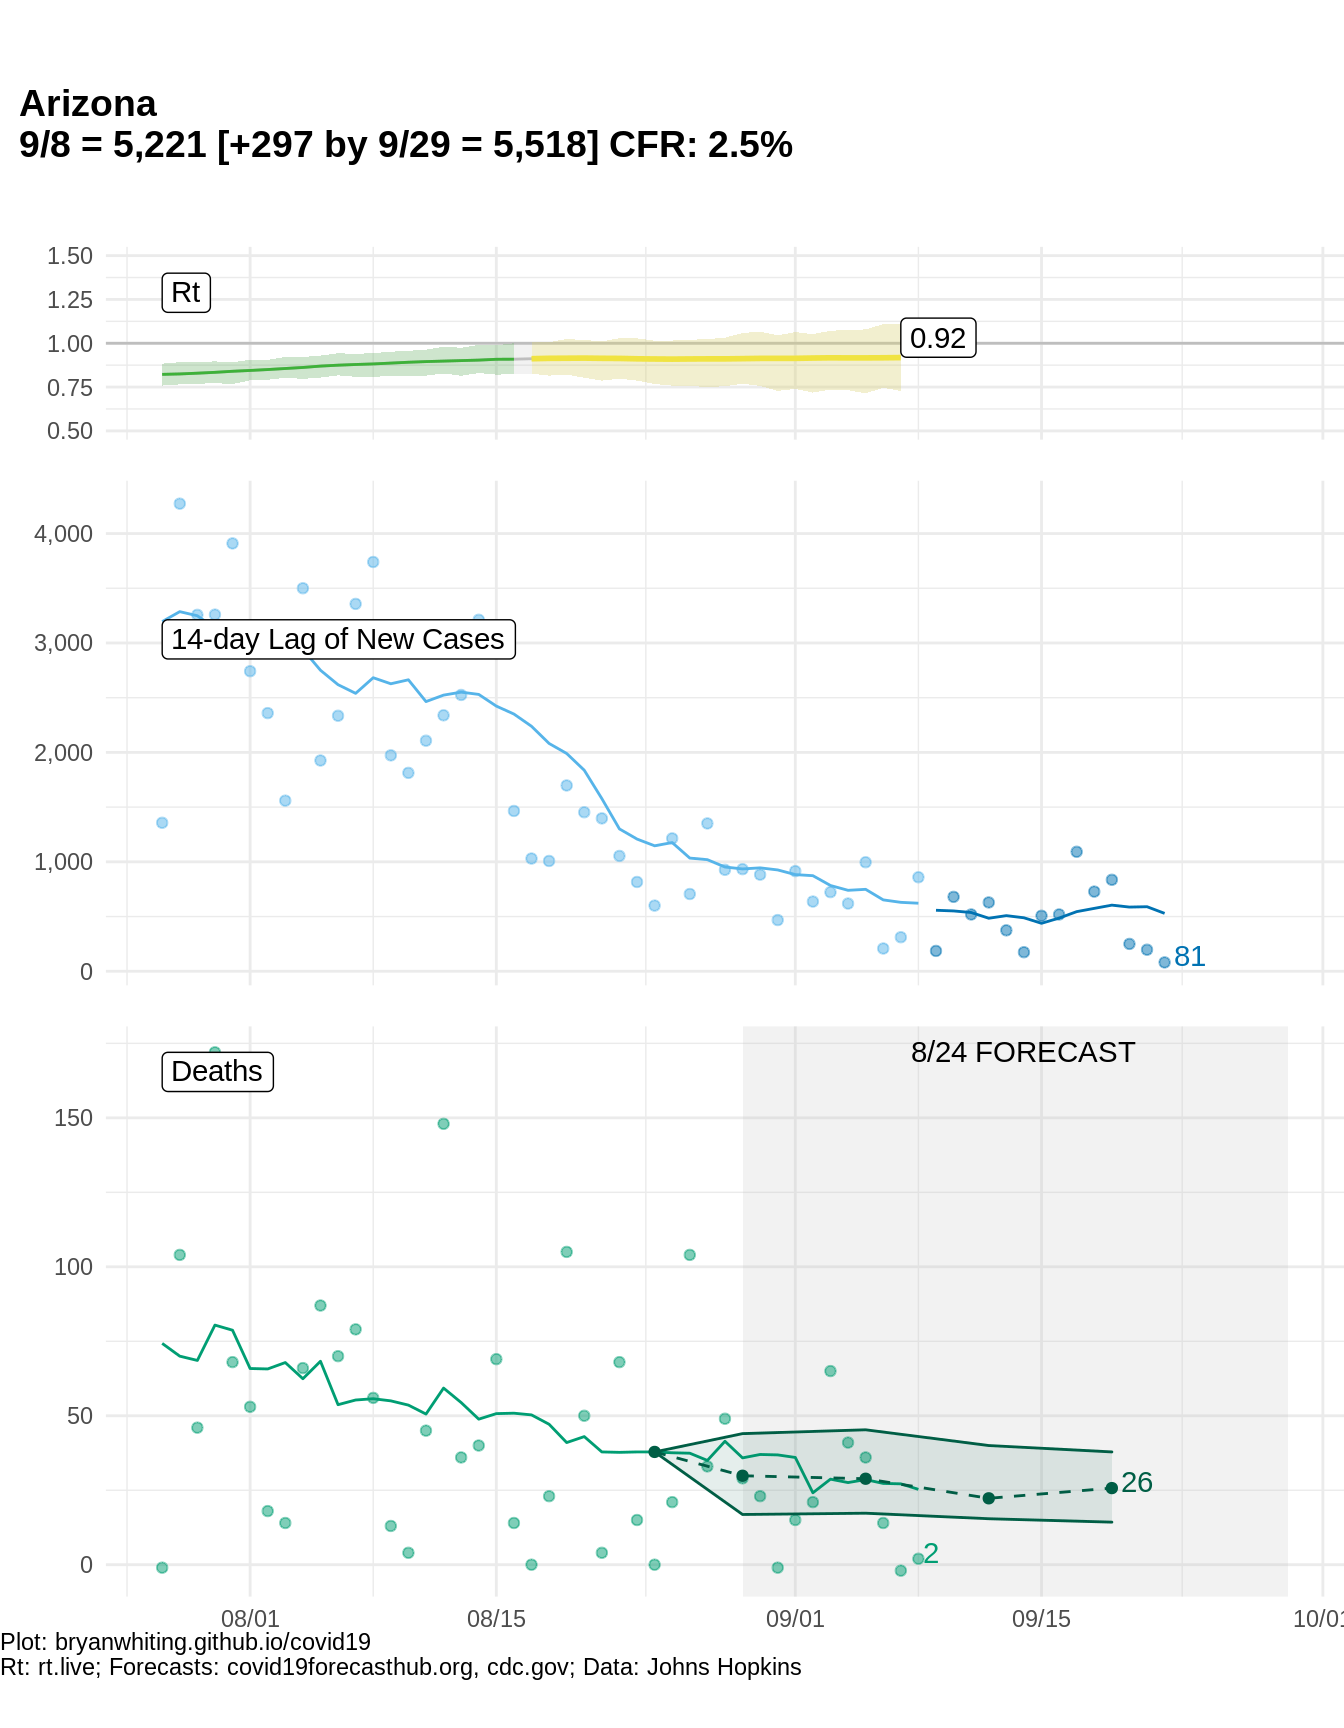 Arizona
9/8 = 5,221 [+297 by 9/29 = 5,518] CFR: 2.5%
1.50
1.25
1.00
0.75
0.50
Rt
0.92
4,000
3,000
2,000
1,000
0
14-day Lag of New Cases
81
150
100
50
0
Deaths
8/24 FORECAST
26
2
08/01 08/15 09/01 09/15 10/01
Plot: bryanwhiting.github.io/covid19
Rt: rt.live; Forecasts: covid19forecasthub.org, cdc.gov; Data: Johns Hopkins